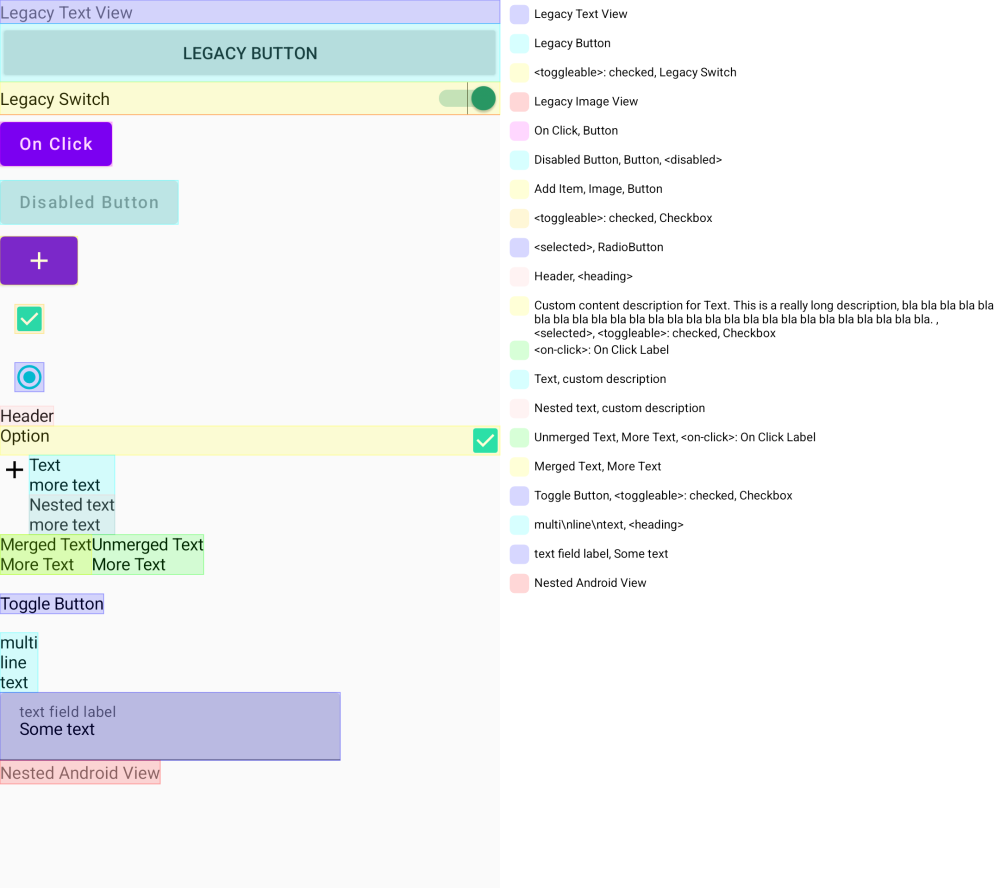 Legacy Text View
LEGACY BUTTON
Legacy Switch
On Click
Disabled Button
Header
Option
Text
more text
Nested text
more text
Merged Text
More Text
Unmerged Text
More Text
Toggle Button
multi
line
text
text field label
Some text
Nested Android View
Legacy Text View
Legacy Button
<toggleable>: checked, Legacy Switch
Legacy Image View
On Click, Button
Disabled Button, Button, <disabled>
Add Item, Image, Button
<toggleable>: checked, Checkbox
<selected>, RadioButton
Header, <heading>
Custom content description for Text. This is a really long description, bla bla bla bla bla
bla bla bla bla bla bla bla bla bla bla bla bla bla bla bla bla bla bla bla bla bla bla bla. ,
<selected>, <toggleable>: checked, Checkbox
<on-click>: On Click Label
Text, custom description
Nested text, custom description
Unmerged Text, More Text, <on-click>: On Click Label
Merged Text, More Text
Toggle Button, <toggleable>: checked, Checkbox
multi\nline\ntext, <heading>
text field label, Some text
Nested Android View